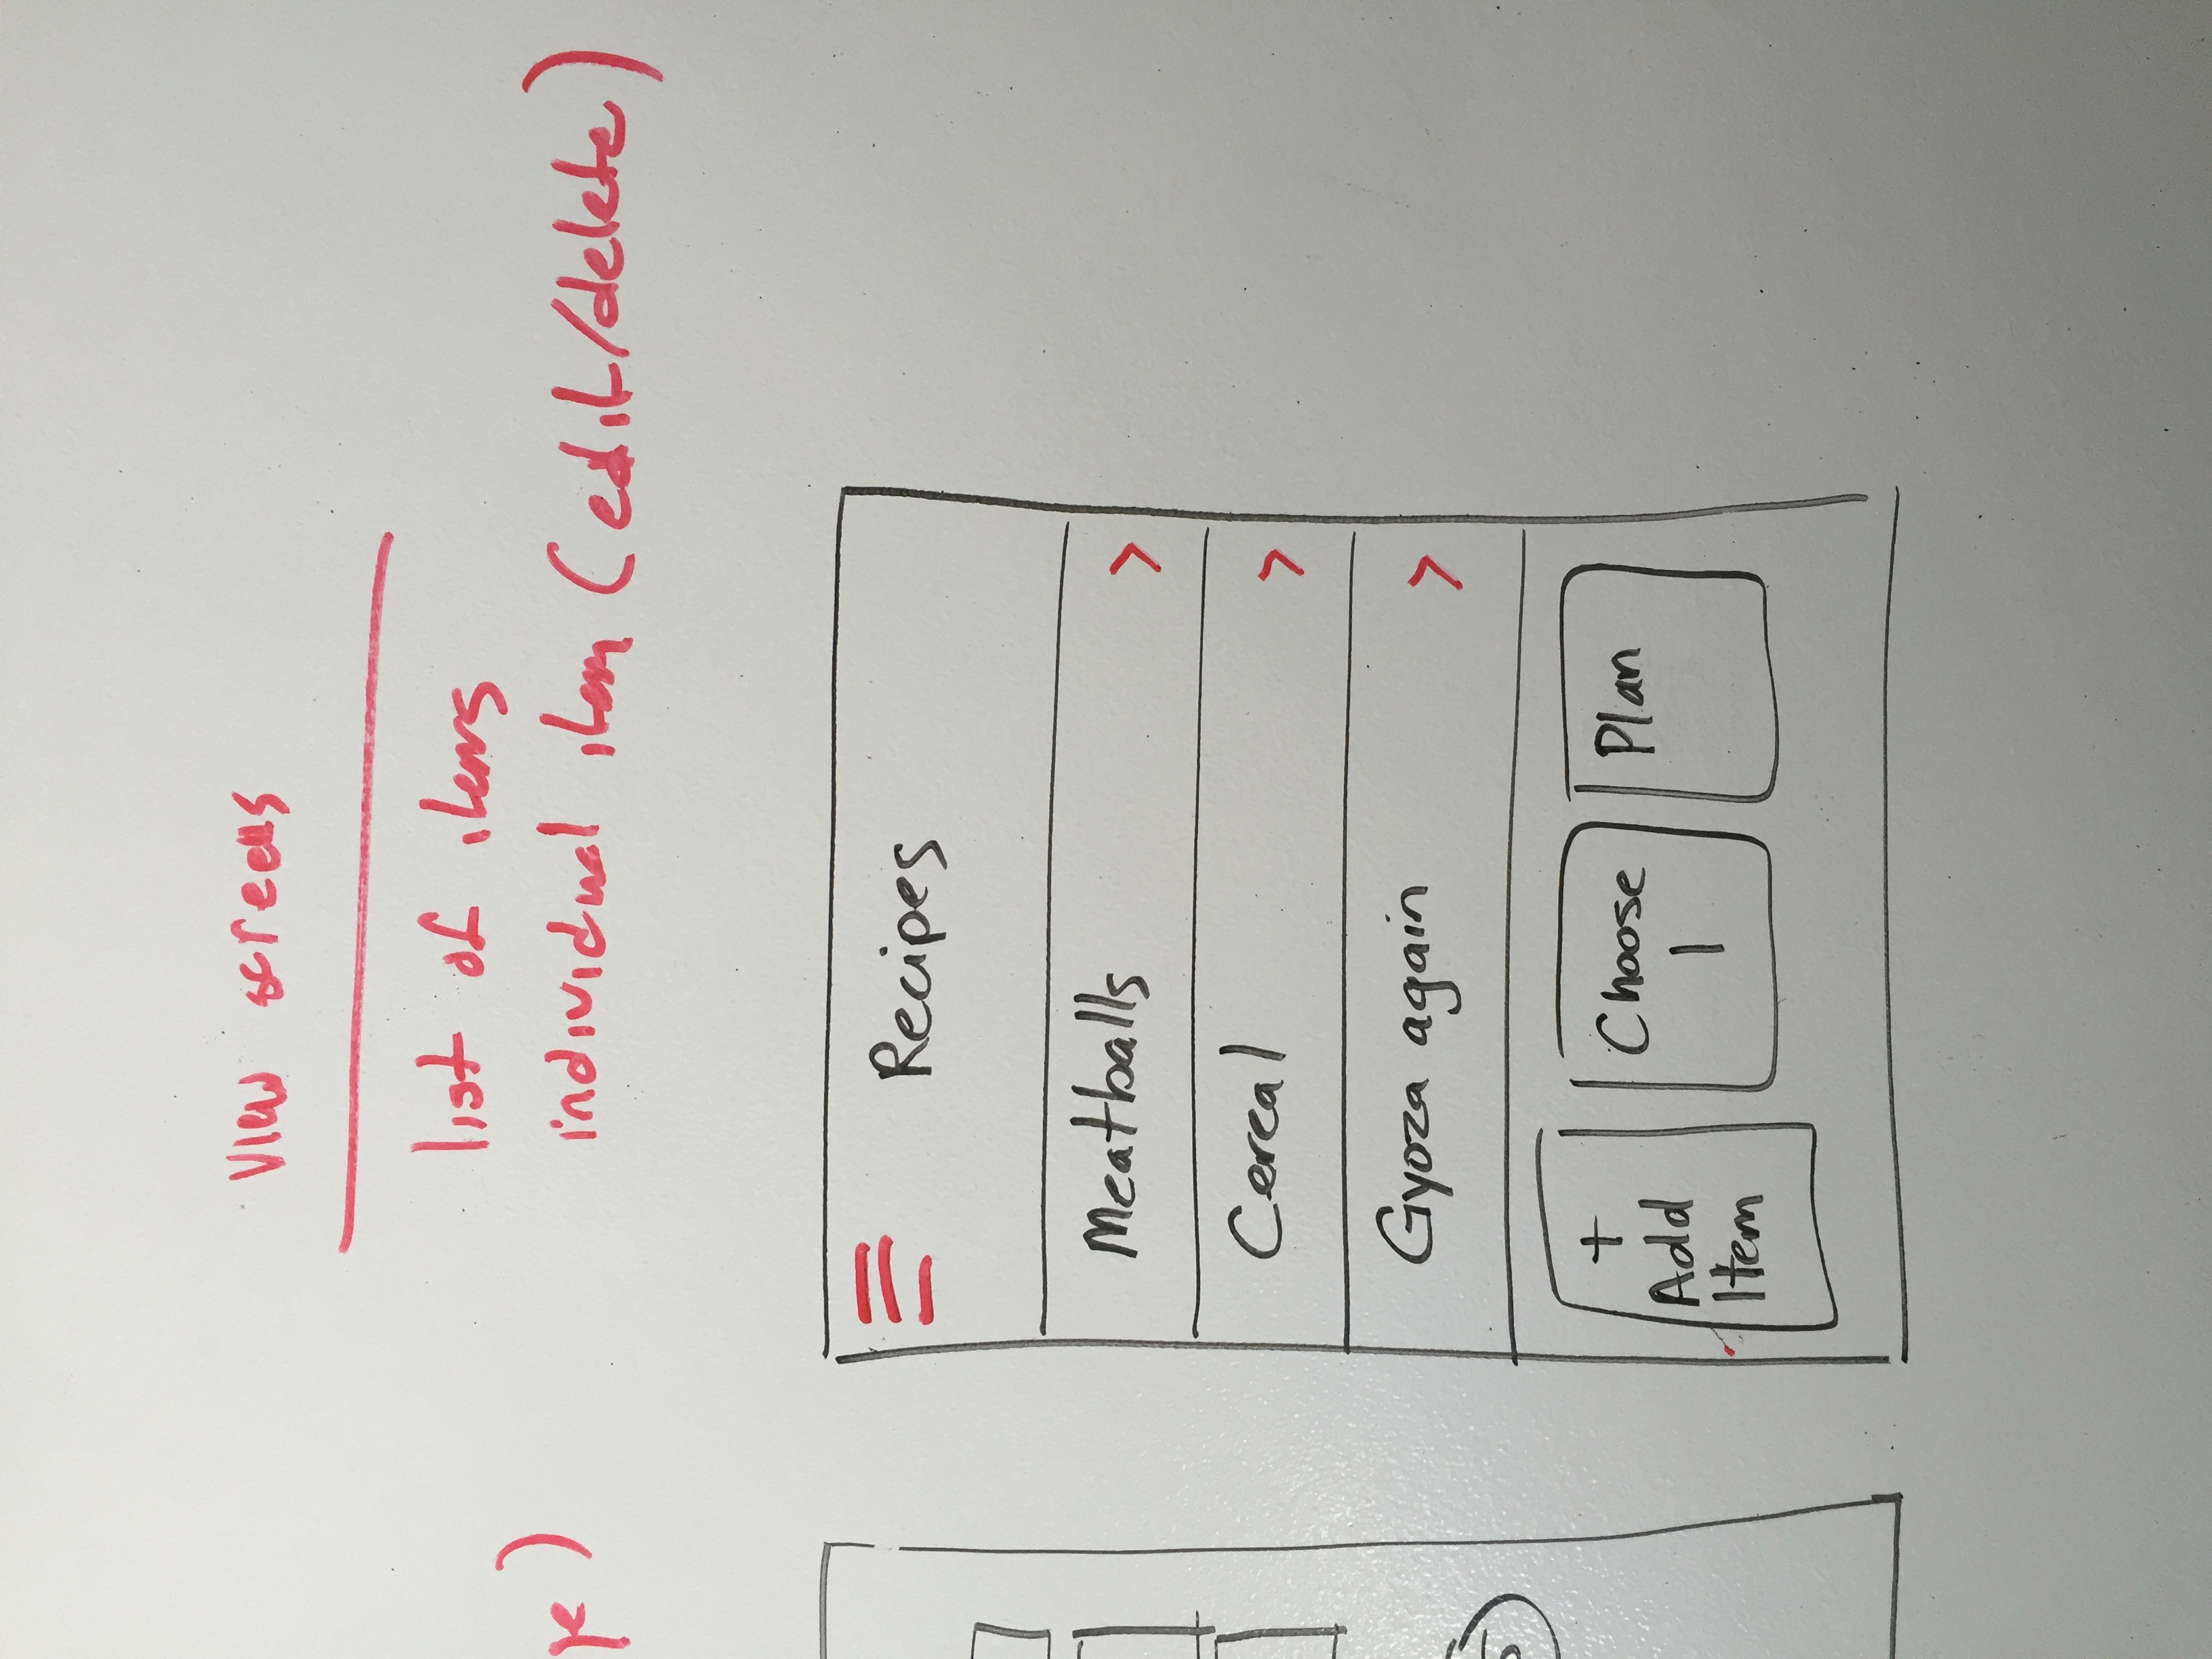 View screens
list of items
individual item (edit/delete)
Recipes
Meatballs
>
Cereal
>
Gyoza again
>
+
Add
Item
Choose
1
Plan